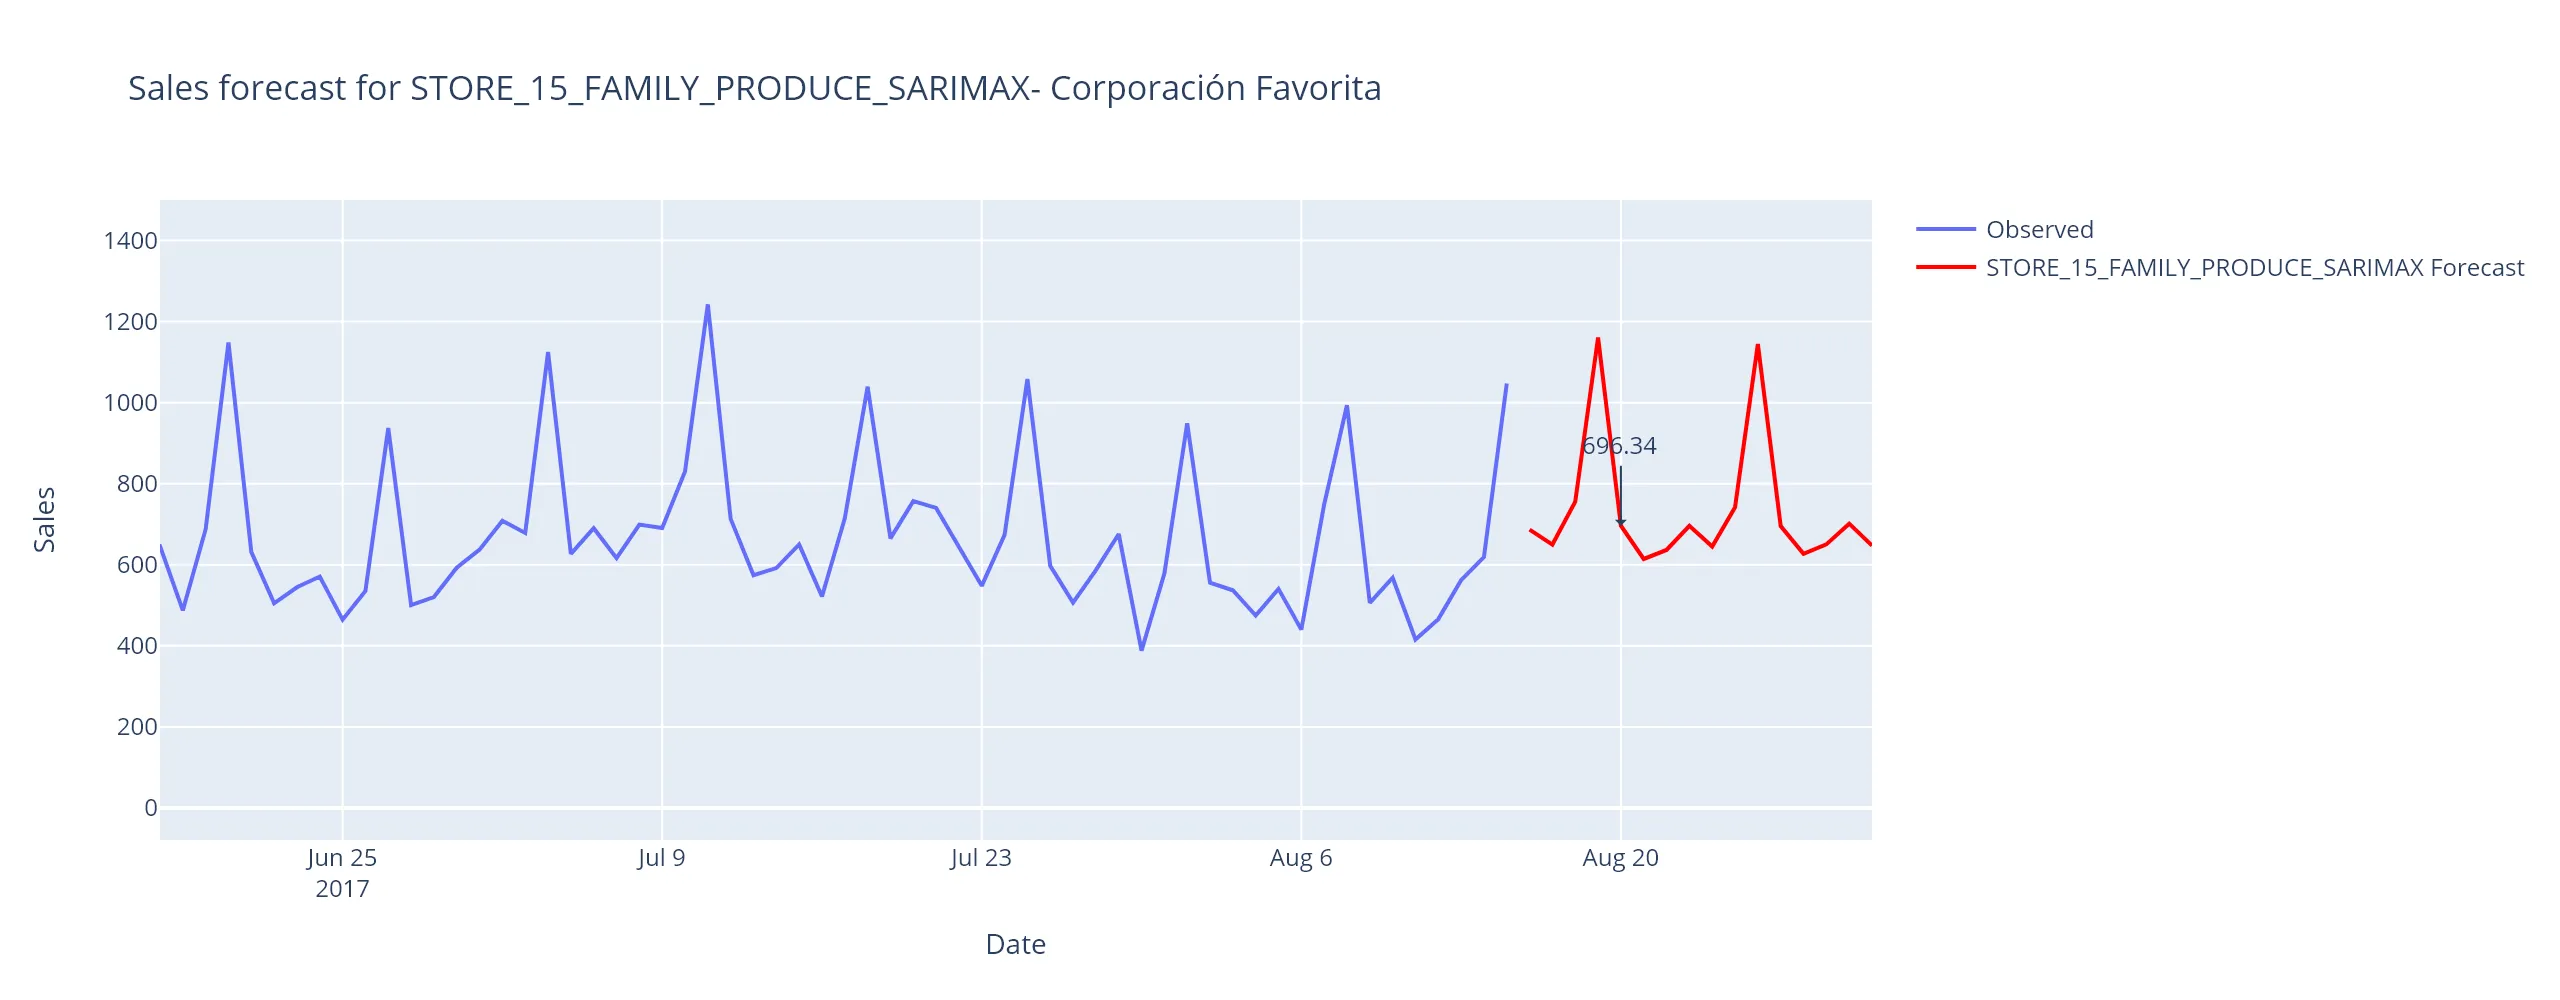 Sales forecast for STORE_15_FAMILY_PRODUCE_SARIMAX- Corporación Favorita
Observed
STORE_15_FAMILY_PRODUCE_SARIMAX Forecast
1400
1200
1000
800
600
400
200
0
Sales
696.34
Jun 25
2017
Jul 9
Jul 23
Aug 6
Aug 20
Date